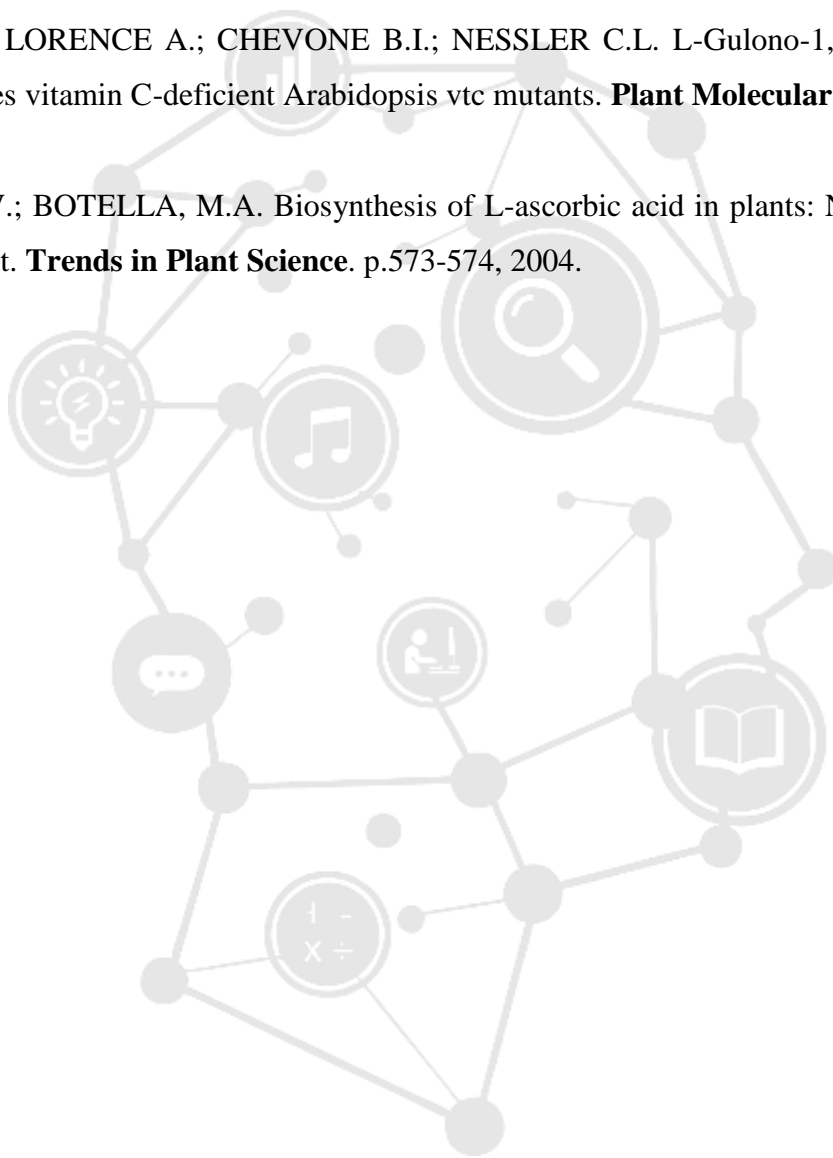 LORENCE A.; CHEVONE B.I.; NESSLER C.L. L-Gulono-1,
es vitamin C-deficient Arabidopsis vtc mutants. Plant Molecular
.; BOTELLA, M.A. Biosynthesis of L-ascorbic acid in plants:
t. Trends in Plant Science. p.573-574, 2004.